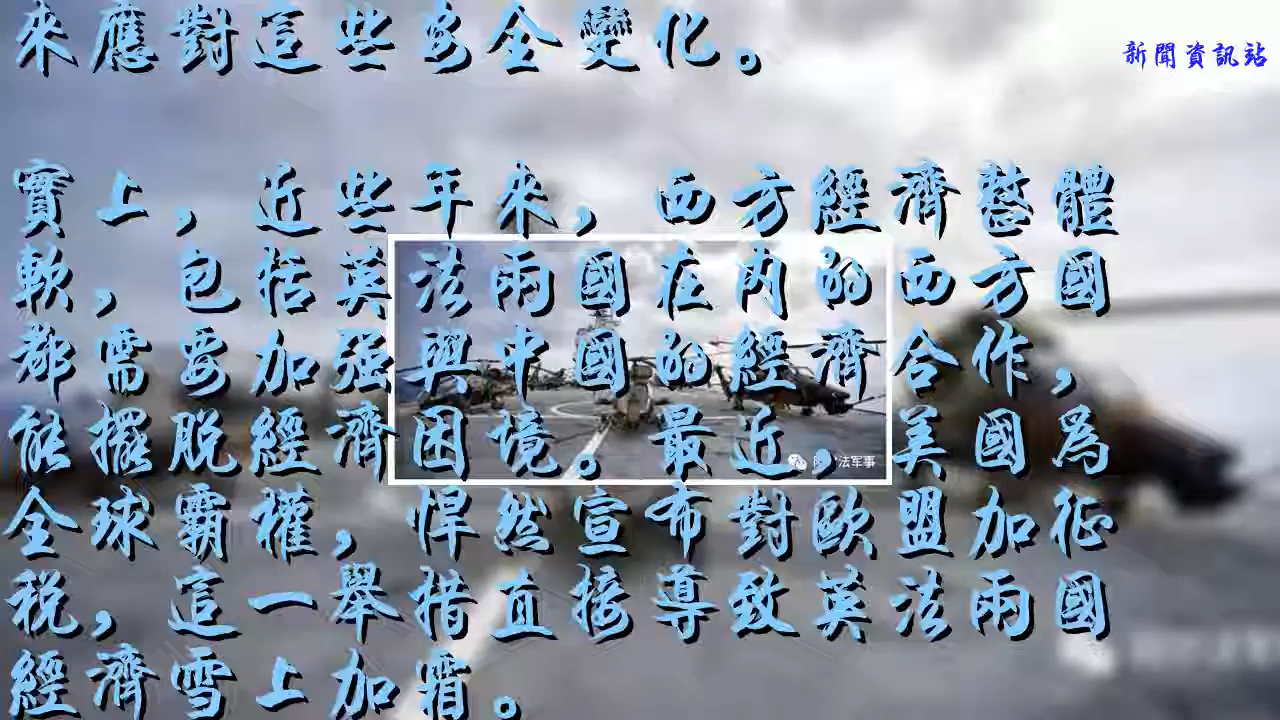 來應對這些安全變化。
新聞資訊站
實上，近些年來，西方經濟整體
軟，包括英法兩國在內的西方國
都需要加强與中國的經濟合作，
能擺脱經濟困境。最近，美國爲
全球霸權，悍然宣布對歐盟加征
税，這一舉措直接導致英法兩國
經濟雪上加霜。
法军事